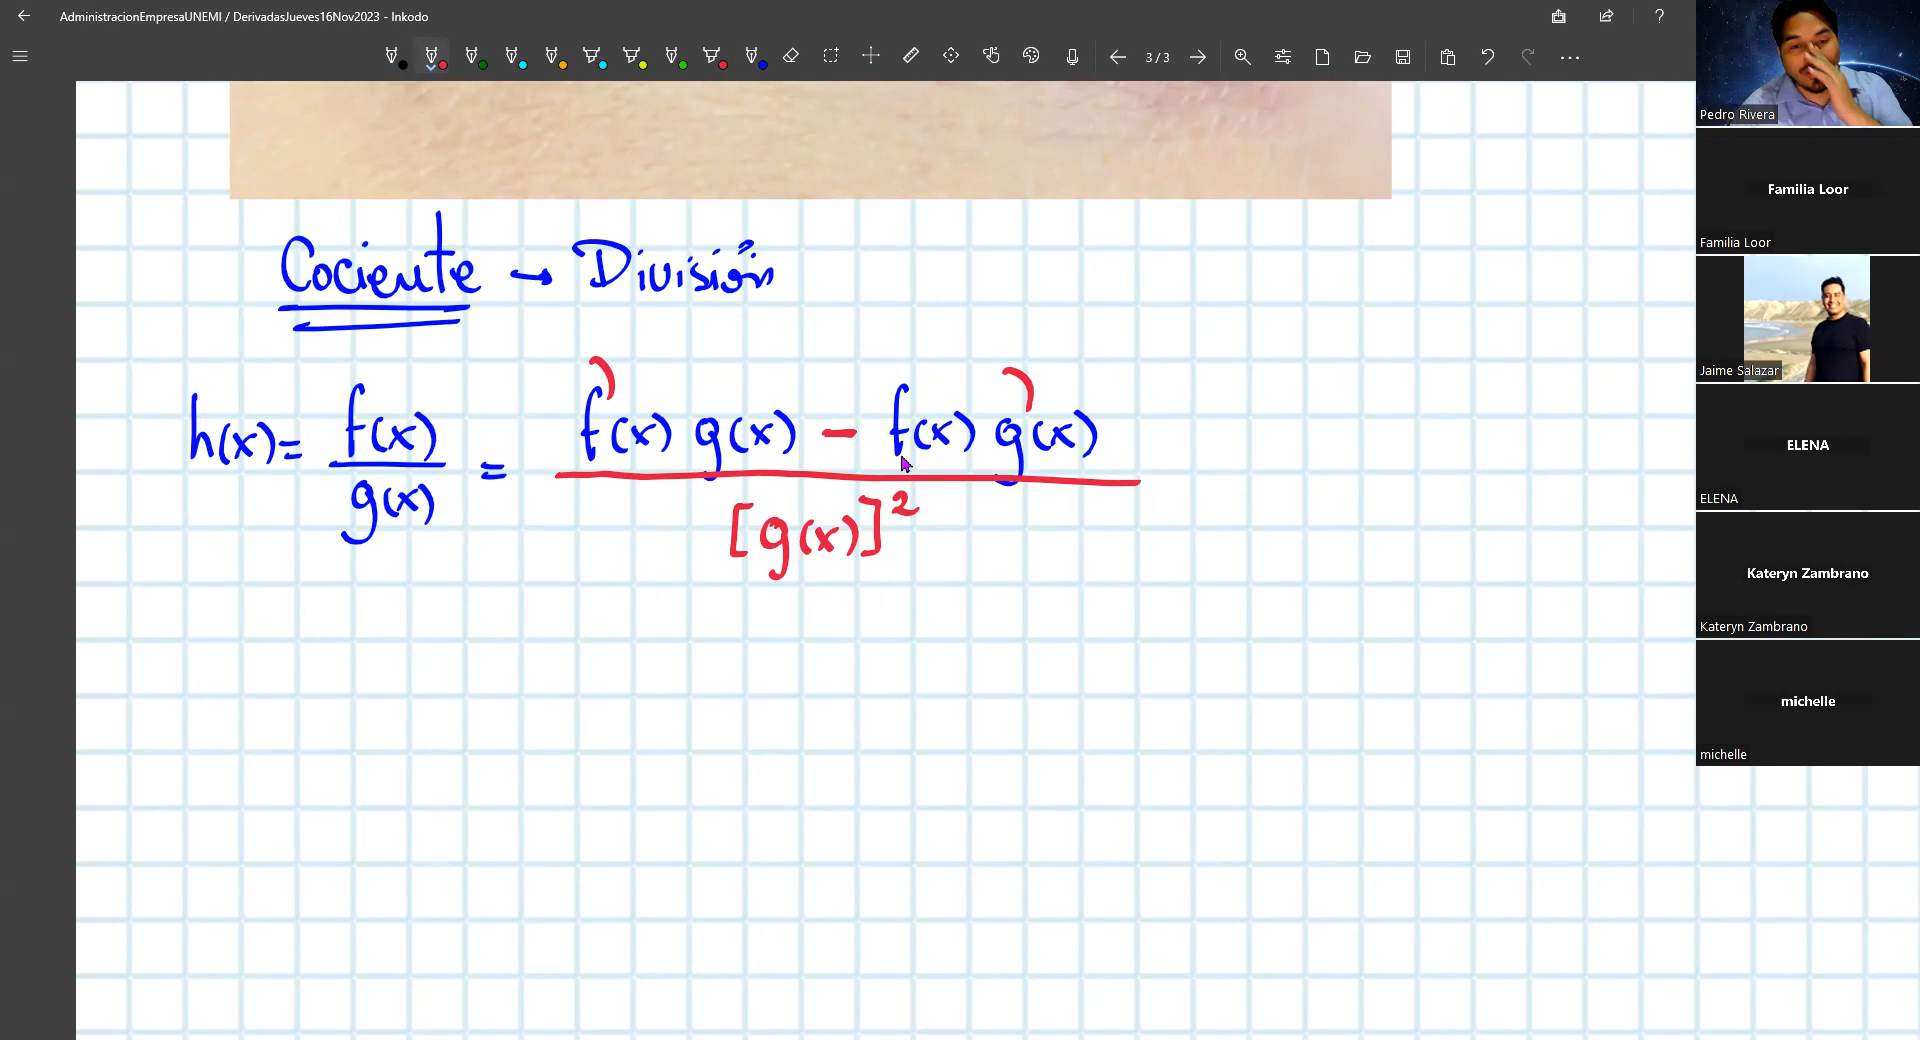 AdministracionEmpresaUNEMI / DerivadasJueves16Nov2023 - Inkodo
3 / 3
Cociente → División
h(x) = f(x) / g(x) = f'(x) g(x) - f(x) g'(x) / [g(x)]²
Pedro Rivera
Familia Loor
Familia Loor
Jaime Salazar
ELENA
ELENA
Kateryn Zambrano
Kateryn Zambrano
michelle
michelle